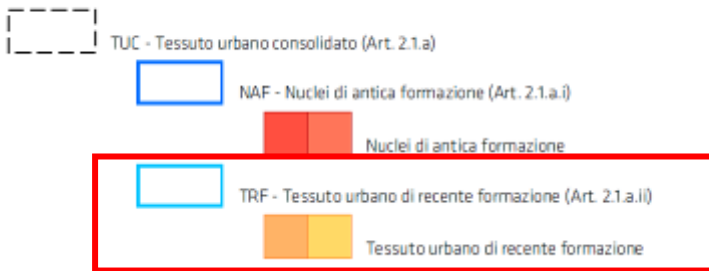 TUC - Tessuto urbano consolidato (Art. 2.1.a)
NAF - Nuclei di antica formazione (Art. 2.1.a.i)
Nuclei di antica formazione
TRF - Tessuto urbano di recente formazione (Art. 2.1.a.ii)
Tessuto urbano di recente formazione